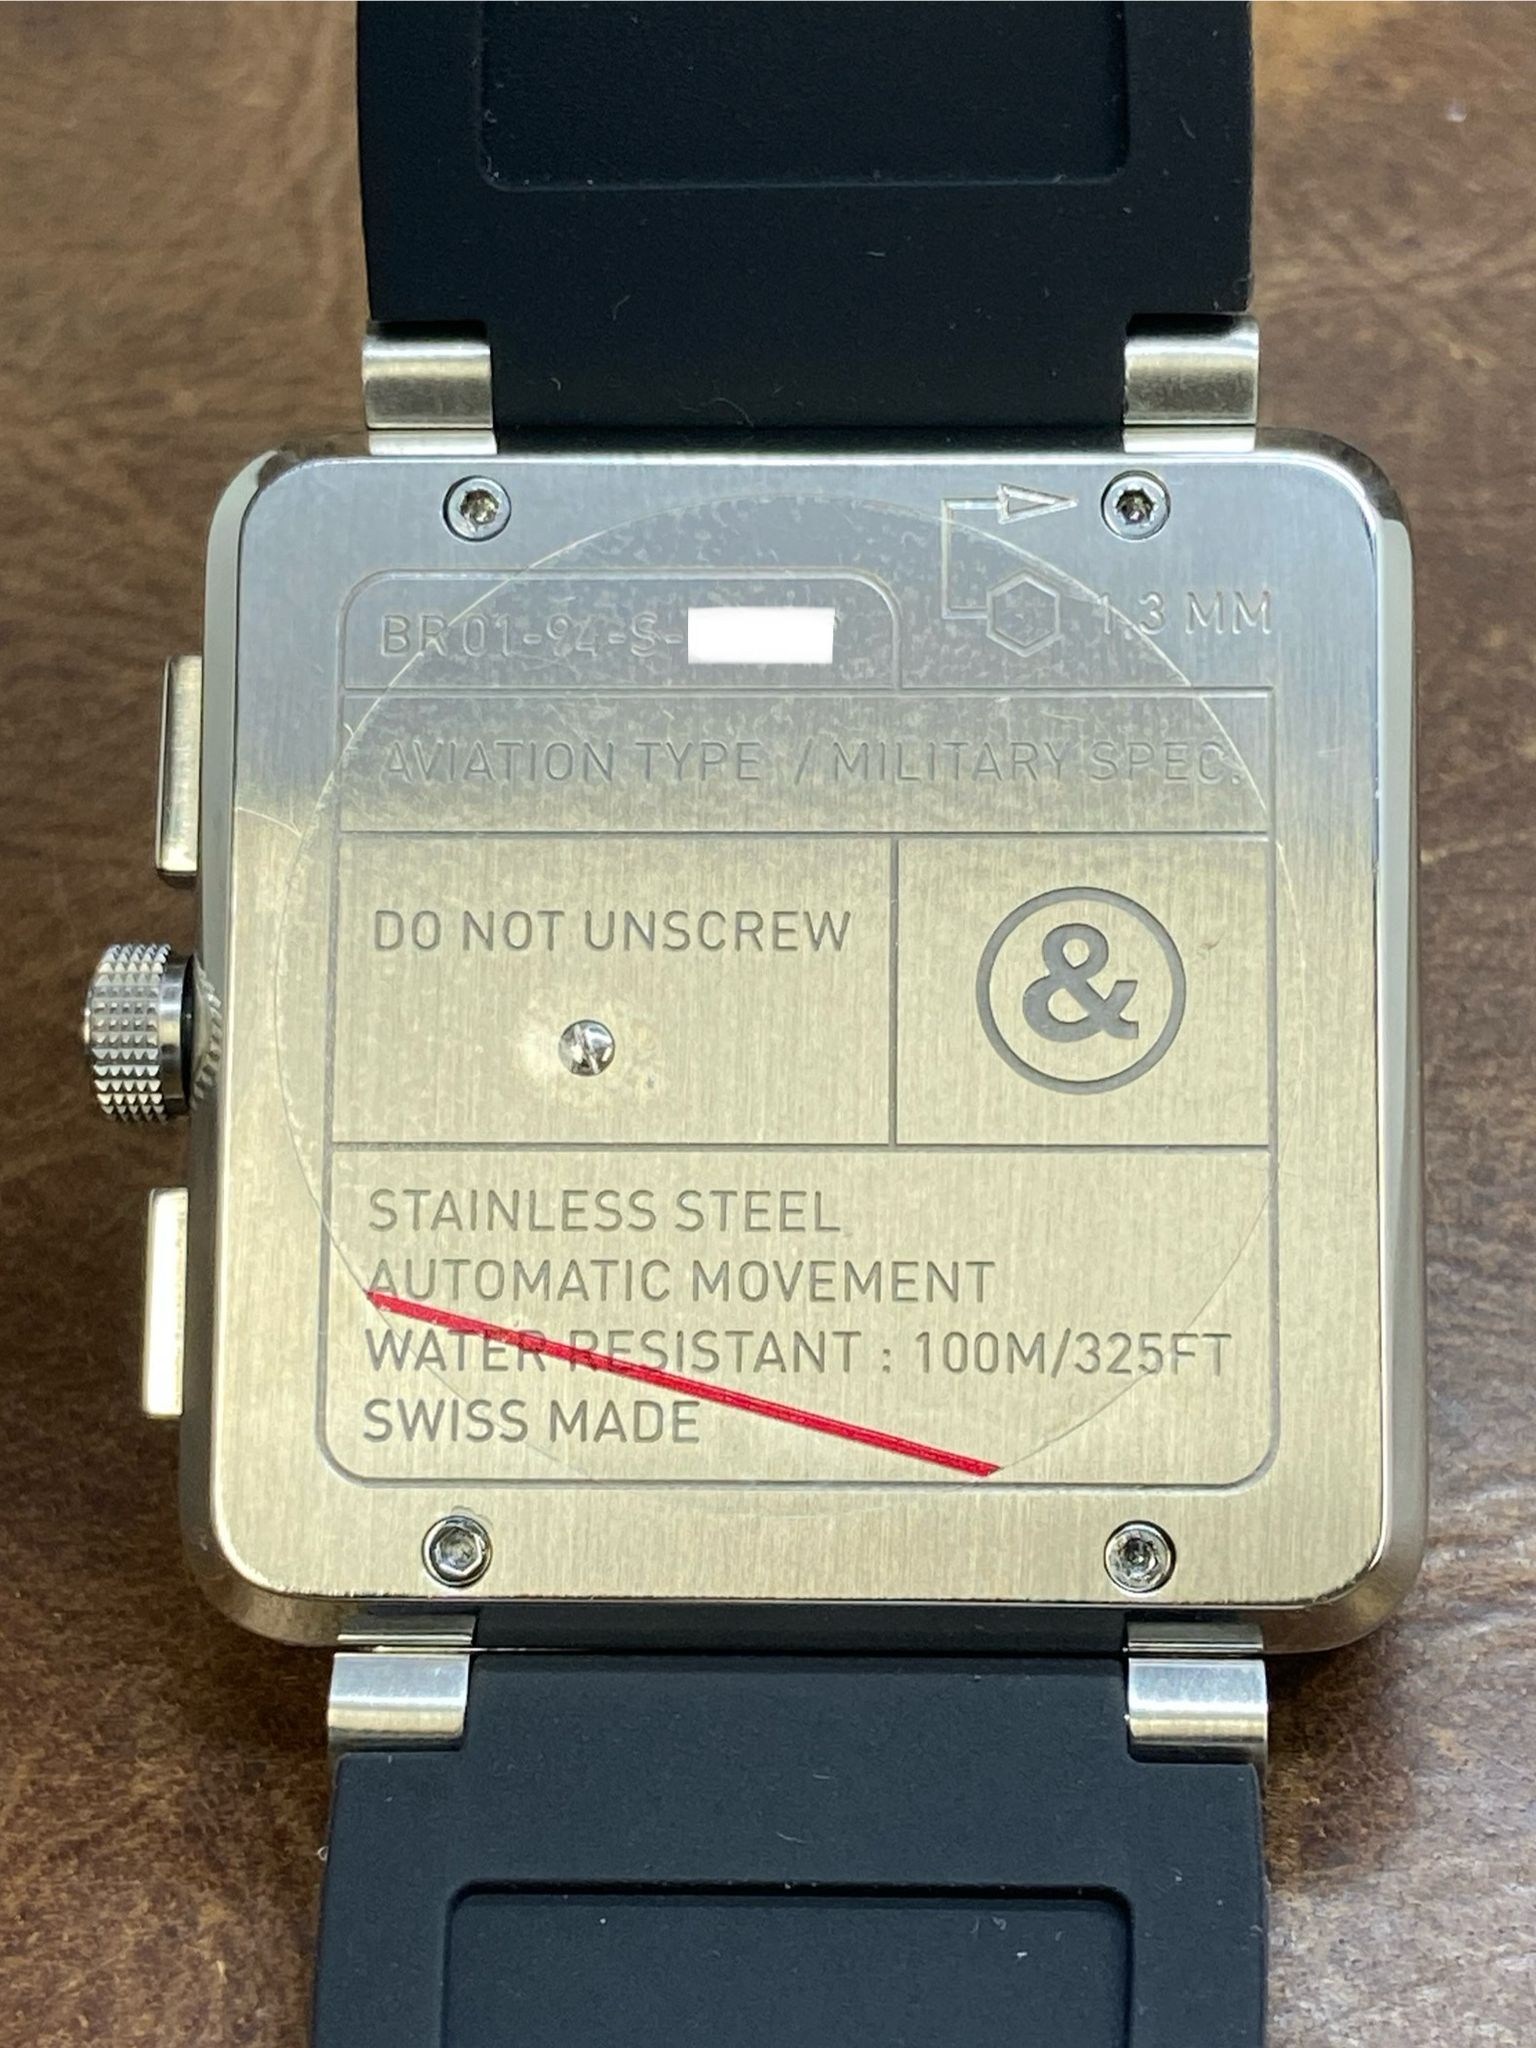 BR01-94-S-
1.3 MM
AVIATION TYPE / MILITARY SPEC.
DO NOT UNSCREW
&
STAINLESS STEEL
AUTOMATIC MOVEMENT
WATER RESISTANT : 100M/325FT
SWISS MADE